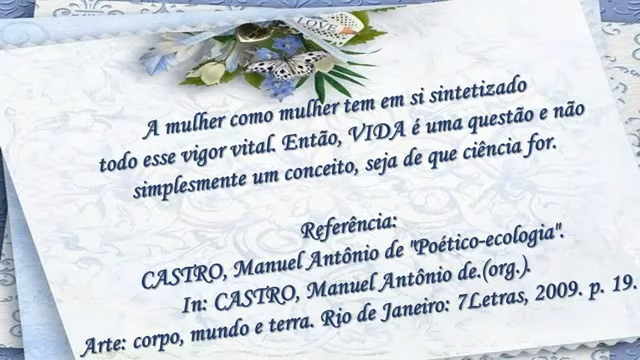 LOVE
A mulher como mulher tem em si sintetizado
todo esse vigor vital. Então, VIDA é uma questão e não
simplesmente um conceito, seja de que ciência for.
Referência:
CASTRO, Manuel Antônio de "Poético-ecologia".
In: CASTRO, Manuel Antônio de.(org.).
Arte: corpo, mundo e terra. Rio de Janeiro: 7Letras, 2009. p. 19.